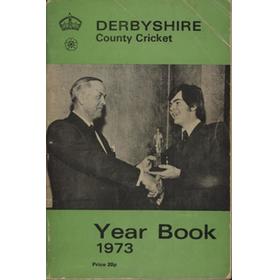 DERBYSHIRE
County Cricket
Year Book
1973
Price 20p